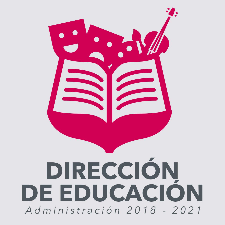 DIRECCIÓN
DE EDUCACIÓN
Administración 2018 - 2021